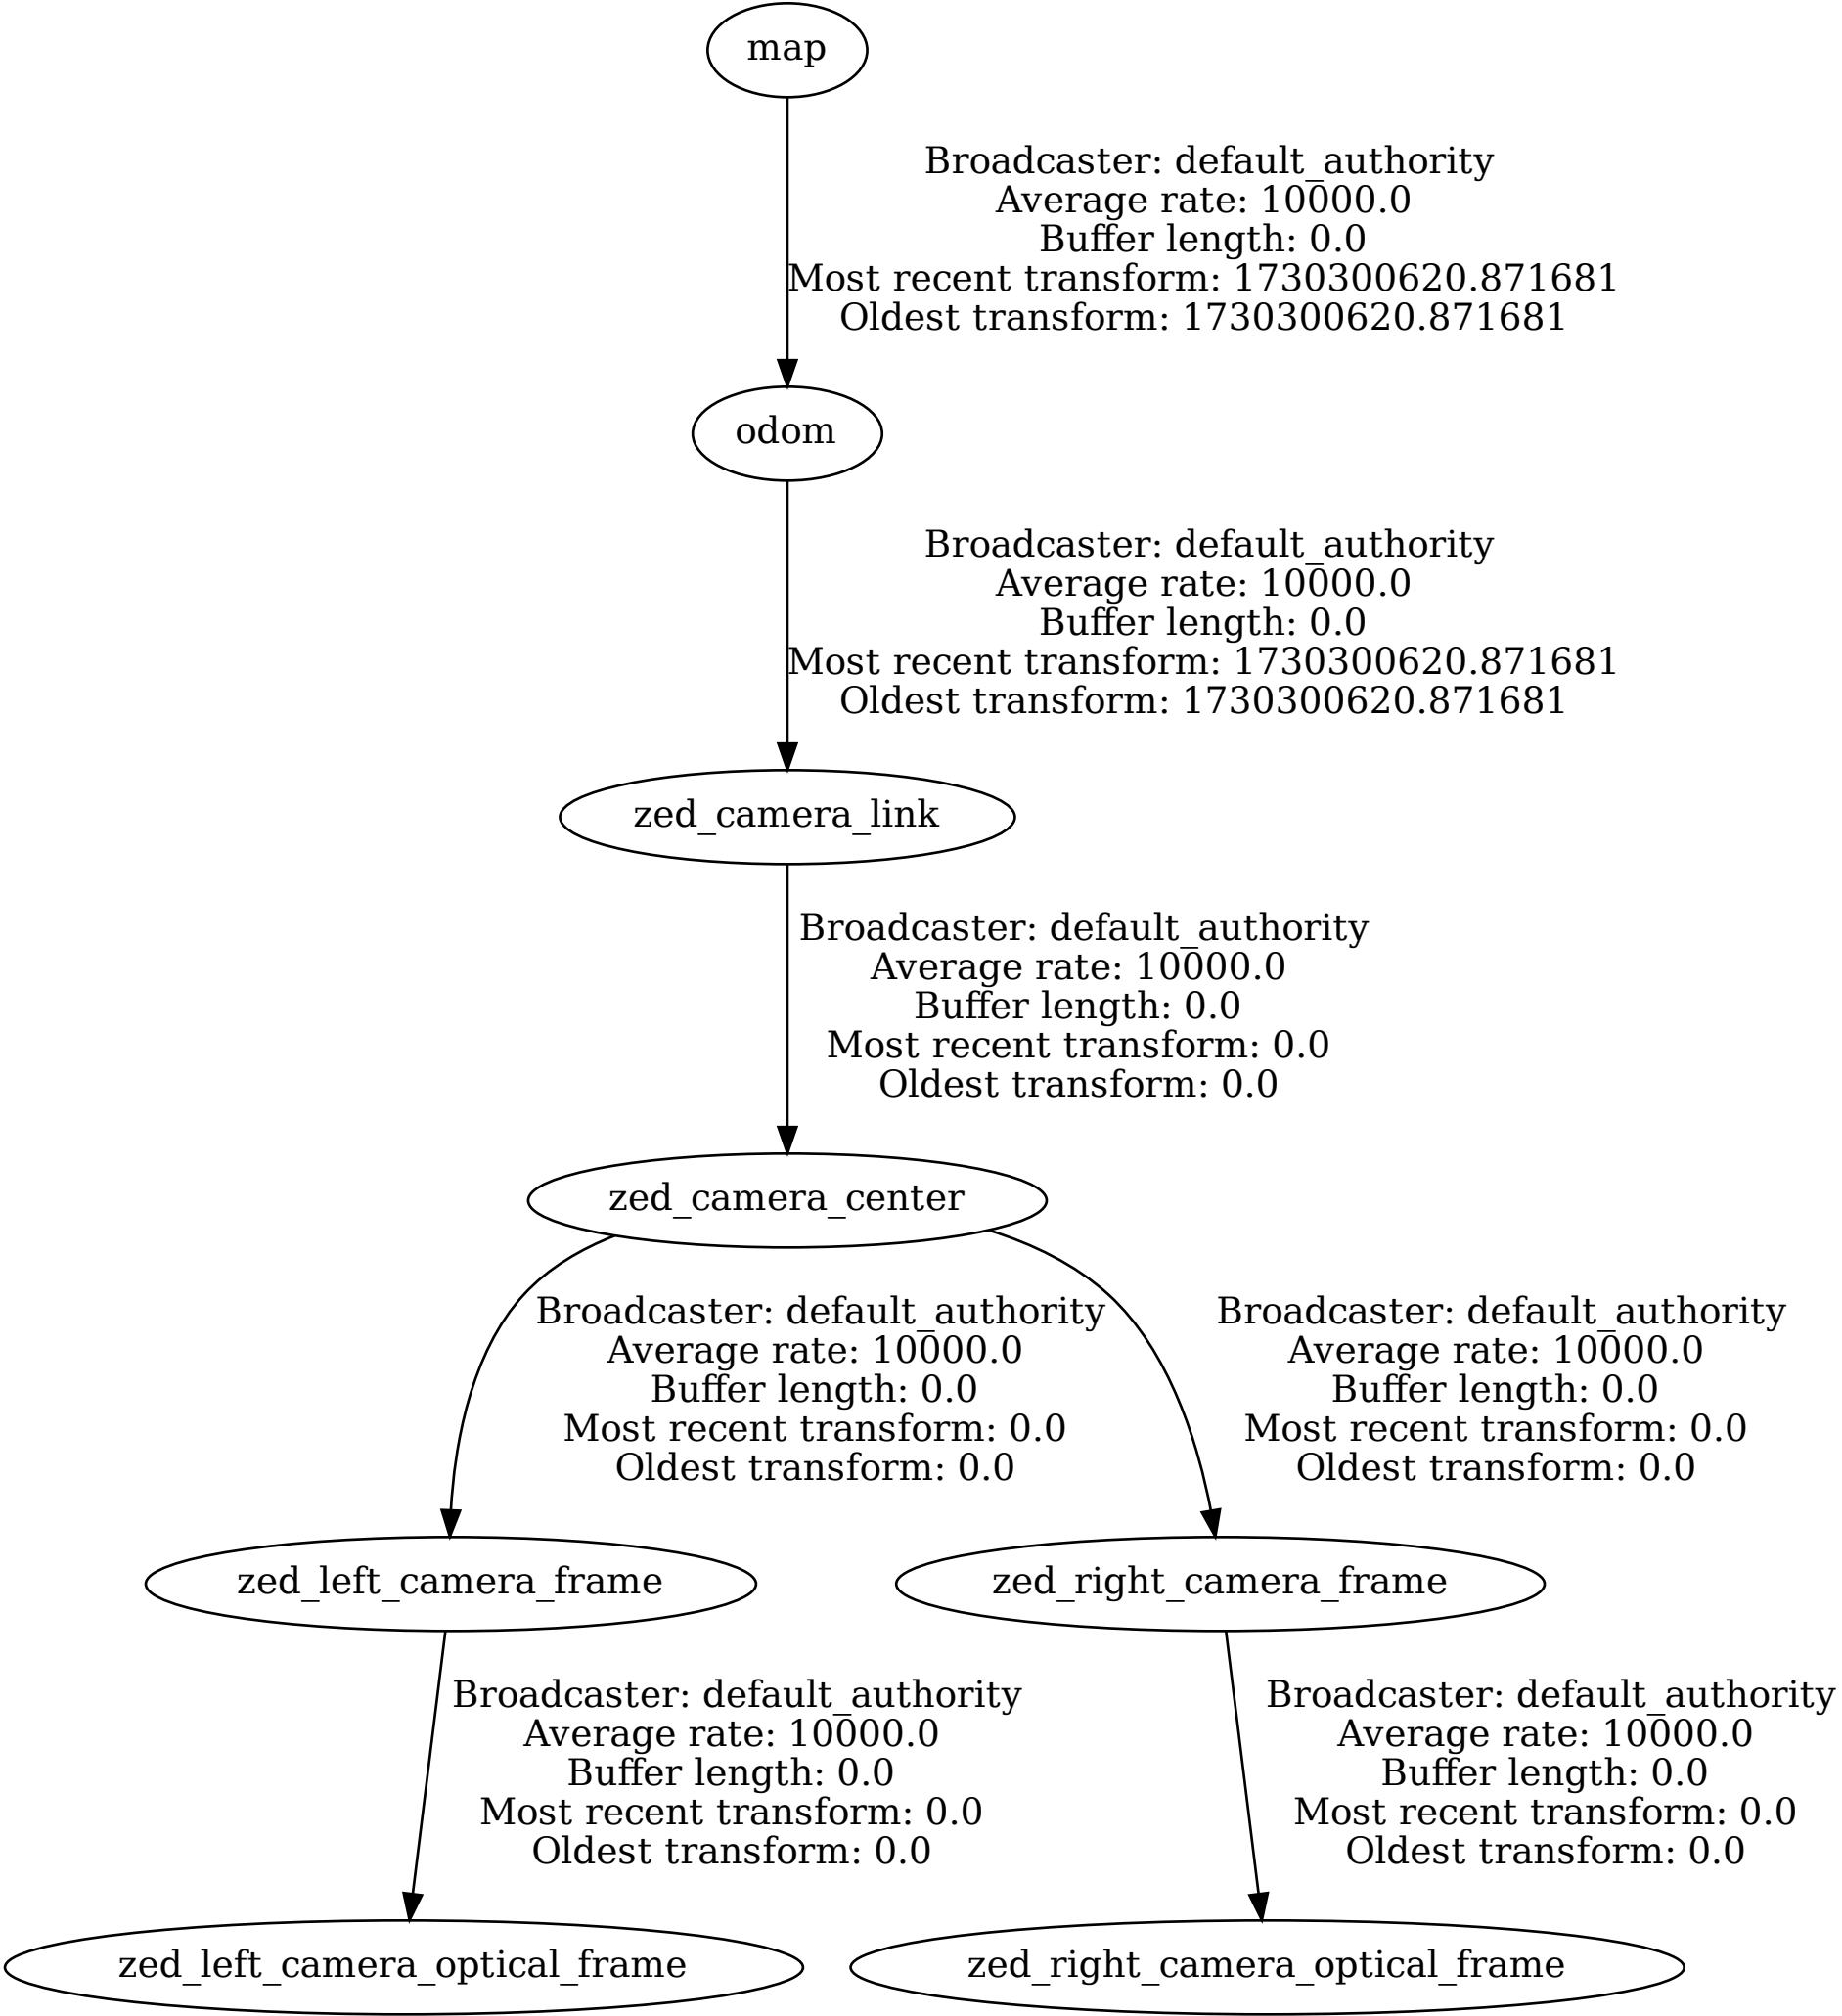 map
Broadcaster: default_authority
Average rate: 10000.0
Buffer length: 0.0
Most recent transform: 1730300620.871681
Oldest transform: 1730300620.871681
odom
Broadcaster: default_authority
Average rate: 10000.0
Buffer length: 0.0
Most recent transform: 1730300620.871681
Oldest transform: 1730300620.871681
zed_camera_link
Broadcaster: default_authority
Average rate: 10000.0
Buffer length: 0.0
Most recent transform: 0.0
Oldest transform: 0.0
zed_camera_center
Broadcaster: default_authority
Average rate: 10000.0
Buffer length: 0.0
Most recent transform: 0.0
Oldest transform: 0.0
Broadcaster: default_authority
Average rate: 10000.0
Buffer length: 0.0
Most recent transform: 0.0
Oldest transform: 0.0
zed_left_camera_frame
zed_right_camera_frame
Broadcaster: default_authority
Average rate: 10000.0
Buffer length: 0.0
Most recent transform: 0.0
Oldest transform: 0.0
Broadcaster: default_authority
Average rate: 10000.0
Buffer length: 0.0
Most recent transform: 0.0
Oldest transform: 0.0
zed_left_camera_optical_frame
zed_right_camera_optical_frame